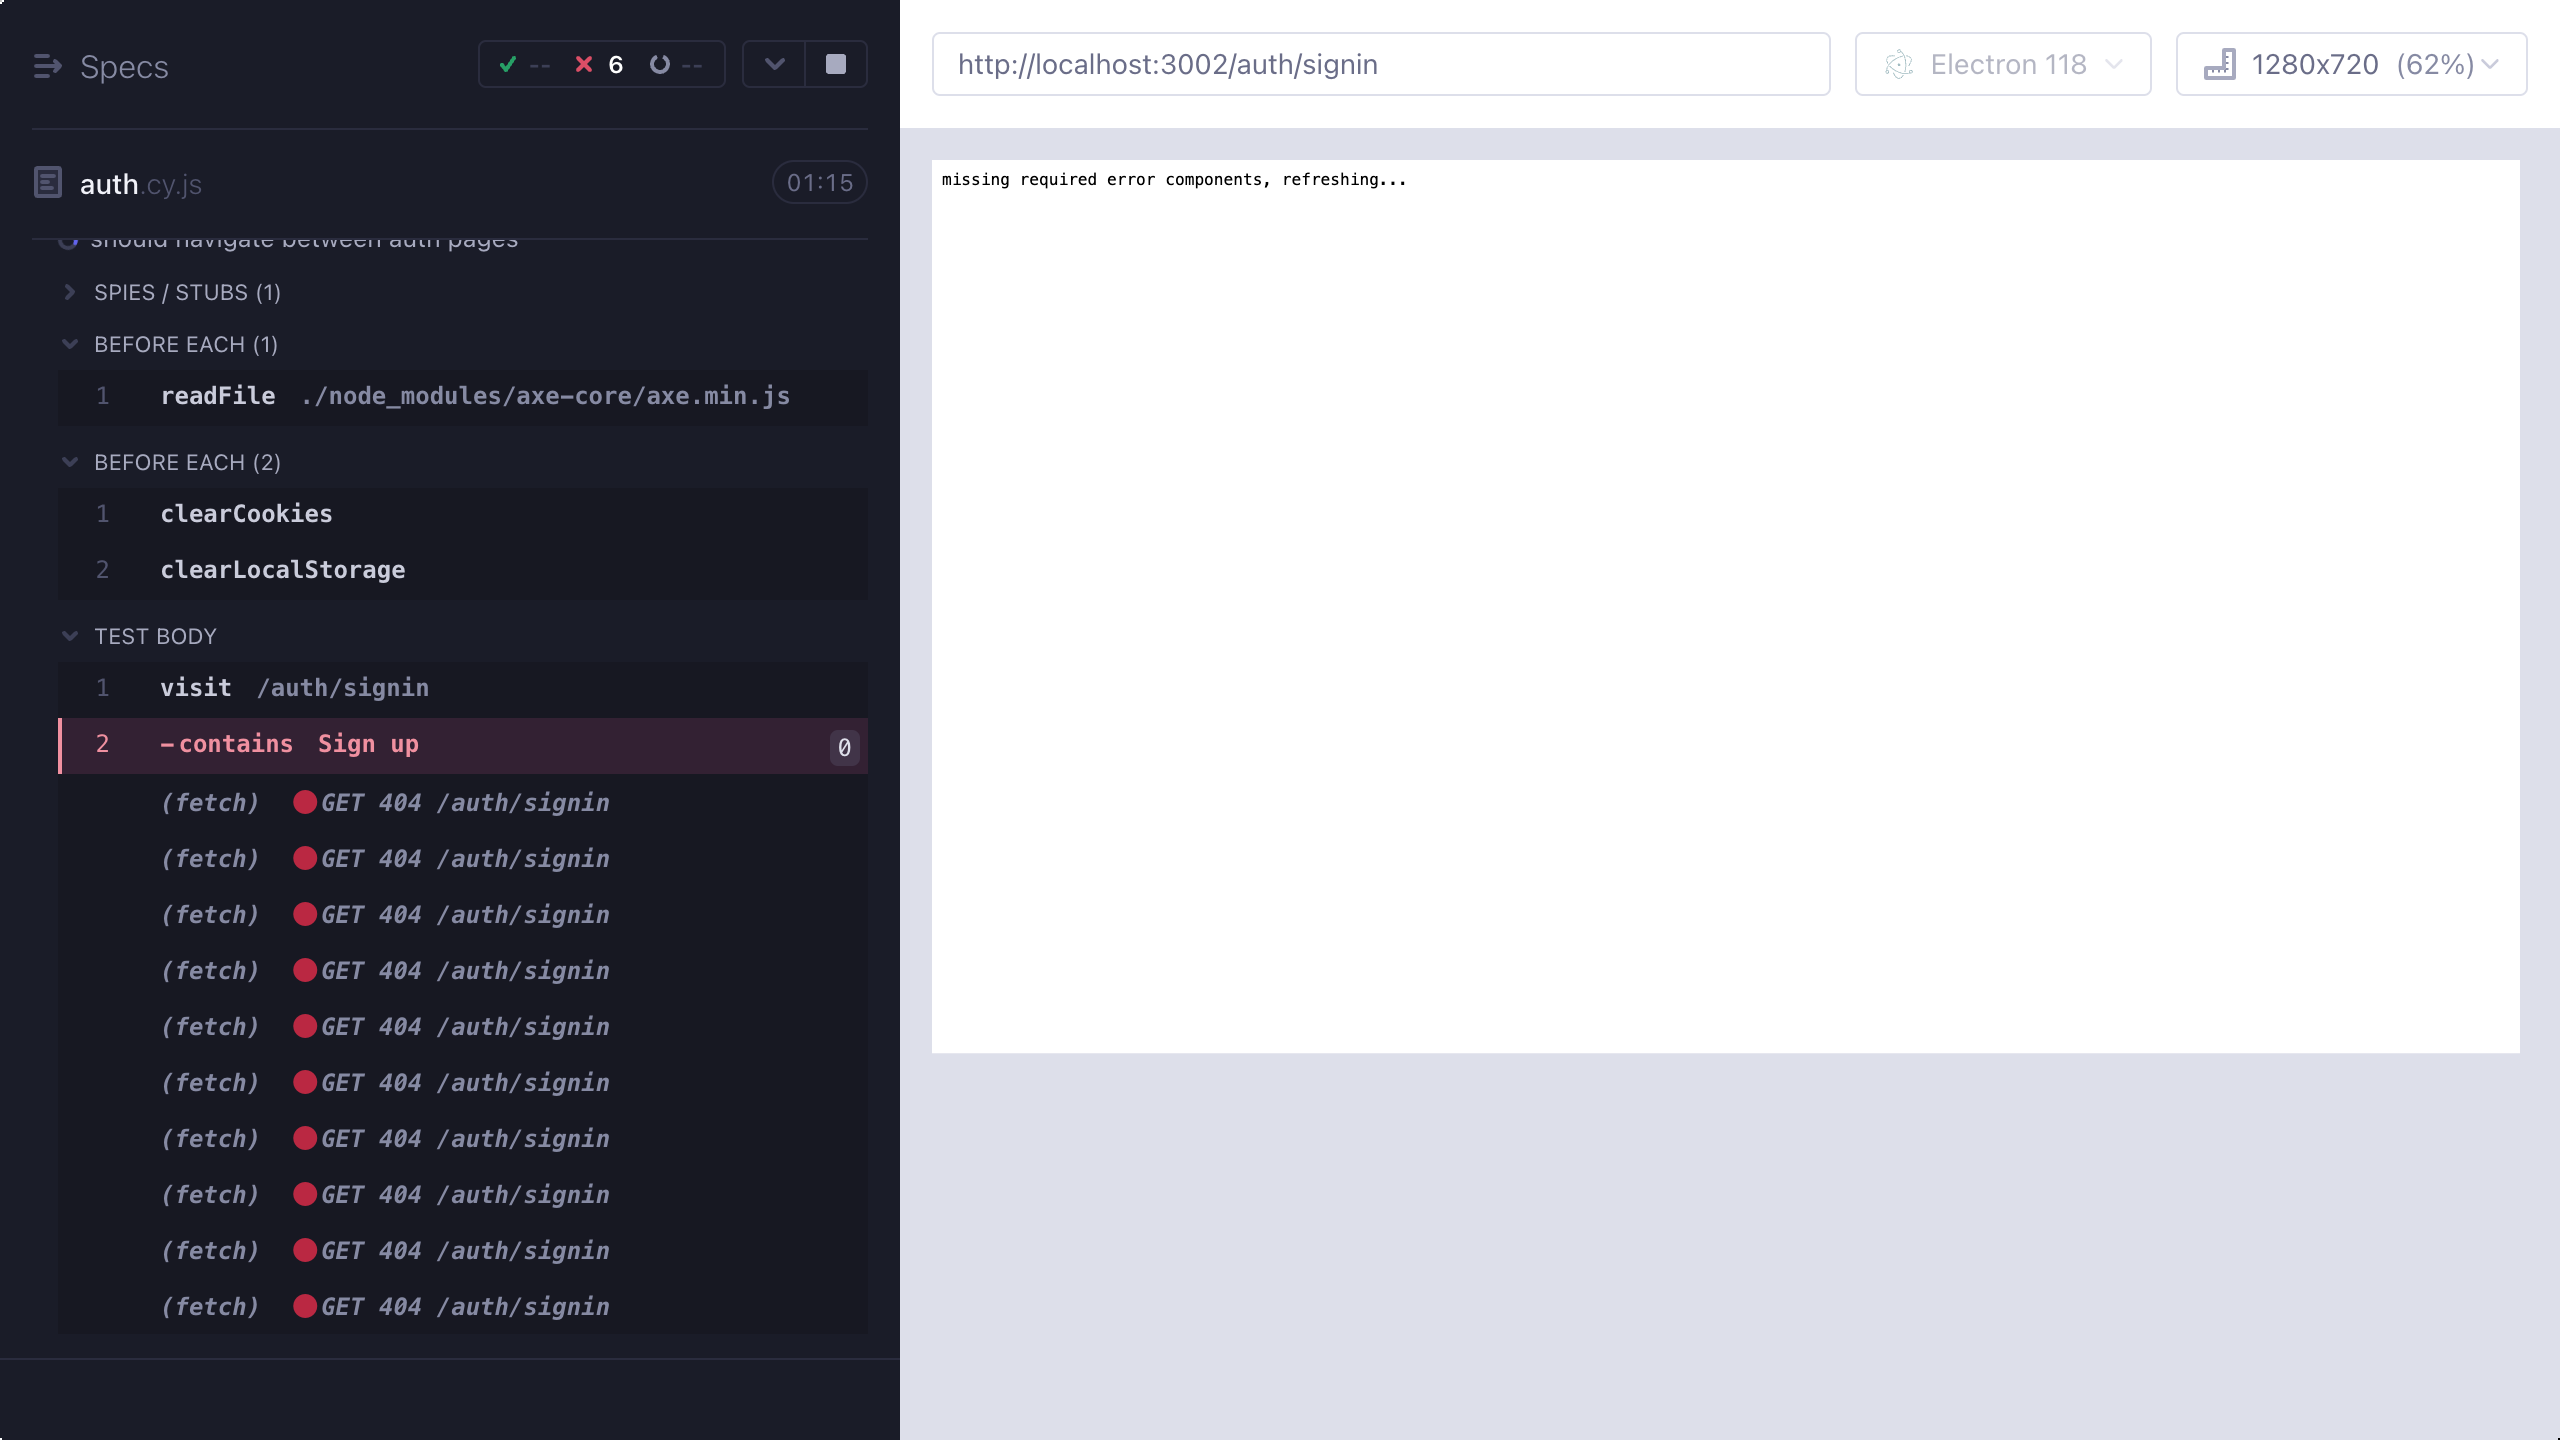 Specs
-- 6 --
auth.cy.js
01:15
should navigate between auth pages
SPIES / STUBS (1)
BEFORE EACH (1)
1 readFile ./node_modules/axe-core/axe.min.js
BEFORE EACH (2)
1 clearCookies
2 clearLocalStorage
TEST BODY
1 visit /auth/signin
2 -contains Sign up 0
(fetch) GET 404 /auth/signin
(fetch) GET 404 /auth/signin
(fetch) GET 404 /auth/signin
(fetch) GET 404 /auth/signin
(fetch) GET 404 /auth/signin
(fetch) GET 404 /auth/signin
(fetch) GET 404 /auth/signin
(fetch) GET 404 /auth/signin
(fetch) GET 404 /auth/signin
(fetch) GET 404 /auth/signin
http://localhost:3002/auth/signin
Electron 118
1280x720 (62%)
missing required error components, refreshing...